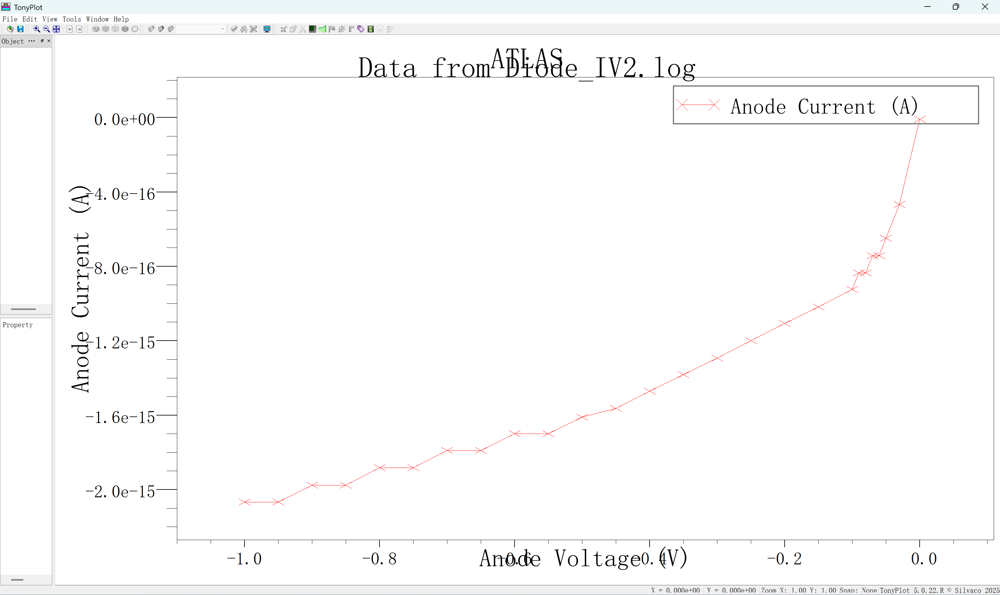 TonyPlot
File Edit View Tools Window Help
Object ...
Property
ATLAS
Data from Diode_IV2.log
Anode Current (A)
Anode Current (A)
0.0e+00
-4.0e-16
-8.0e-16
-1.2e-15
-1.6e-15
-2.0e-15
-1.0 -0.8 -0.6 -0.4 -0.2 0.0
Anode Voltage (V)
X = 0.000e+00 Y = 0.000e+00 Zoom X: 1.00 Y: 1.00 Snap: None TonyPlot 5.0.22.R © Silvaco 2025